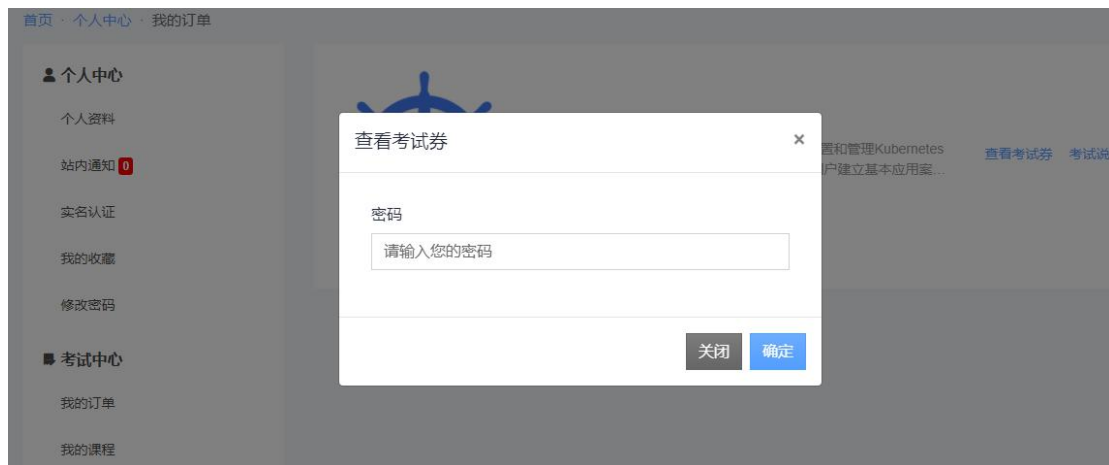 首页 · 个人中心 · 我的订单
个人中心
个人资料
站内通知 0
实名认证
我的收藏
修改密码
考试中心
我的订单
我的课程
查看考试券 ×
密码
请输入您的密码
关闭 确定
置和管理Kubernetes
户建立基本应用案...
查看考试券 考试说